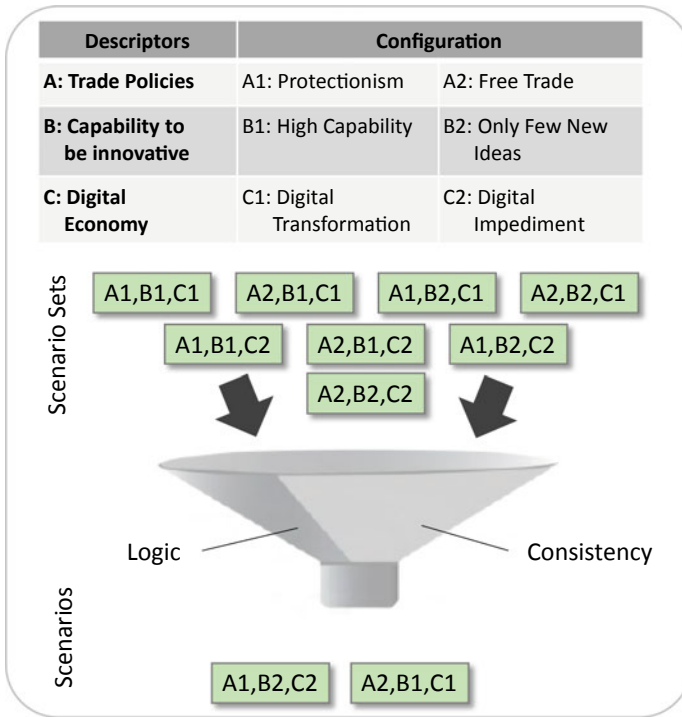 Descriptors Configuration
A: Trade Policies A1: Protectionism A2: Free Trade
B: Capability to B1: High Capability B2: Only Few New
be innovative Ideas
C: Digital C1: Digital C2: Digital
Economy Transformation Impediment
Scenario Sets
A1,B1,C1 A2,B1,C1 A1,B2,C1 A2,B2,C1
A1,B1,C2 A2,B1,C2 A1,B2,C2
A2,B2,C2
Logic Consistency
Scenarios
A1,B2,C2 A2,B1,C1